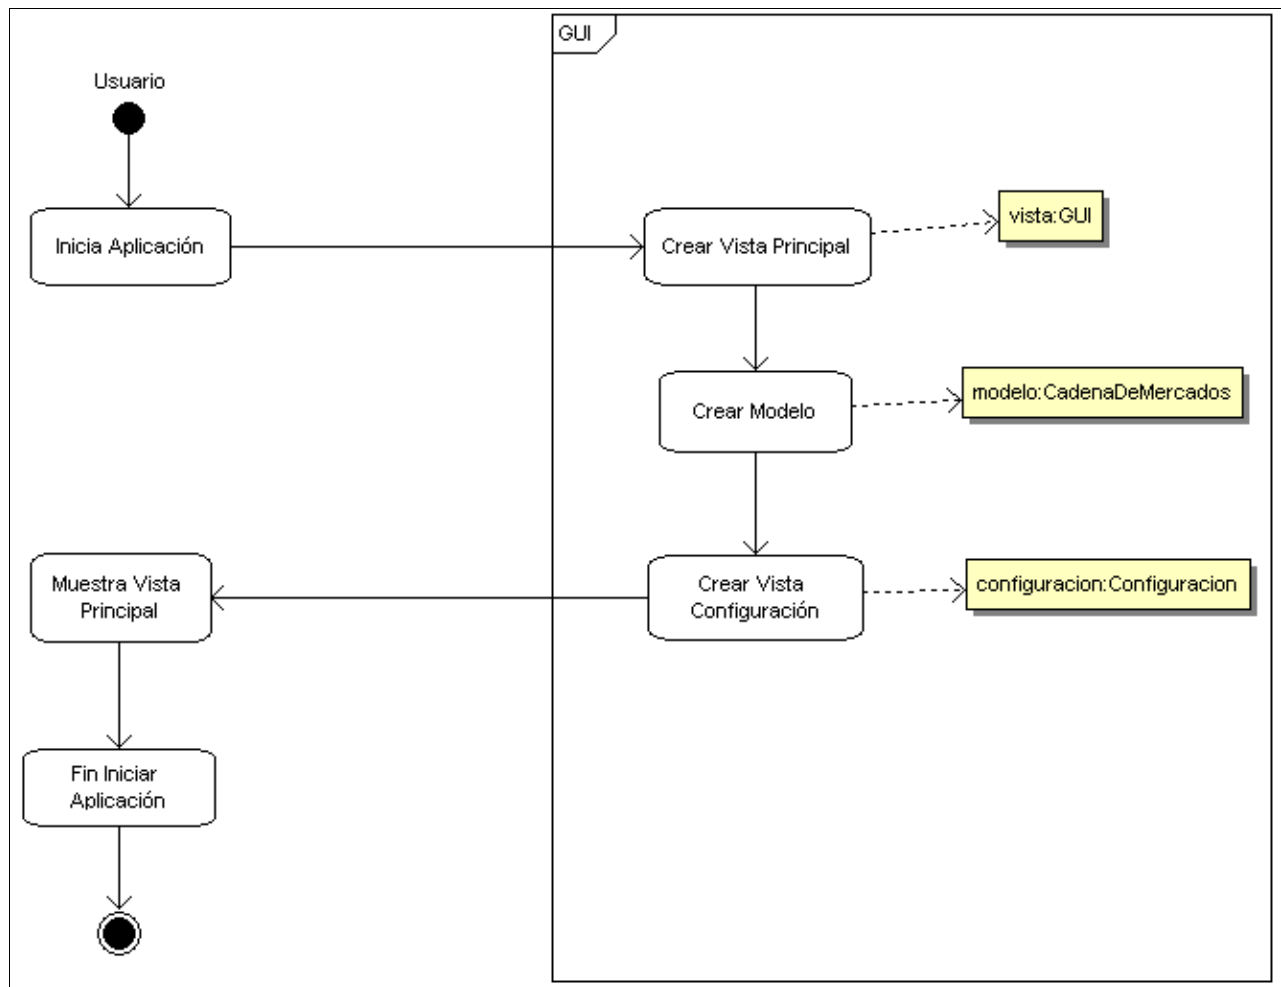 GUI
Usuario
Inicia Aplicación
Crear Vista Principal
vista:GUI
Crear Modelo
modelo:CadenaDeMercados
Muestra Vista
Principal
Crear Vista
Configuración
configuracion:Configuracion
Fin Iniciar
Aplicación